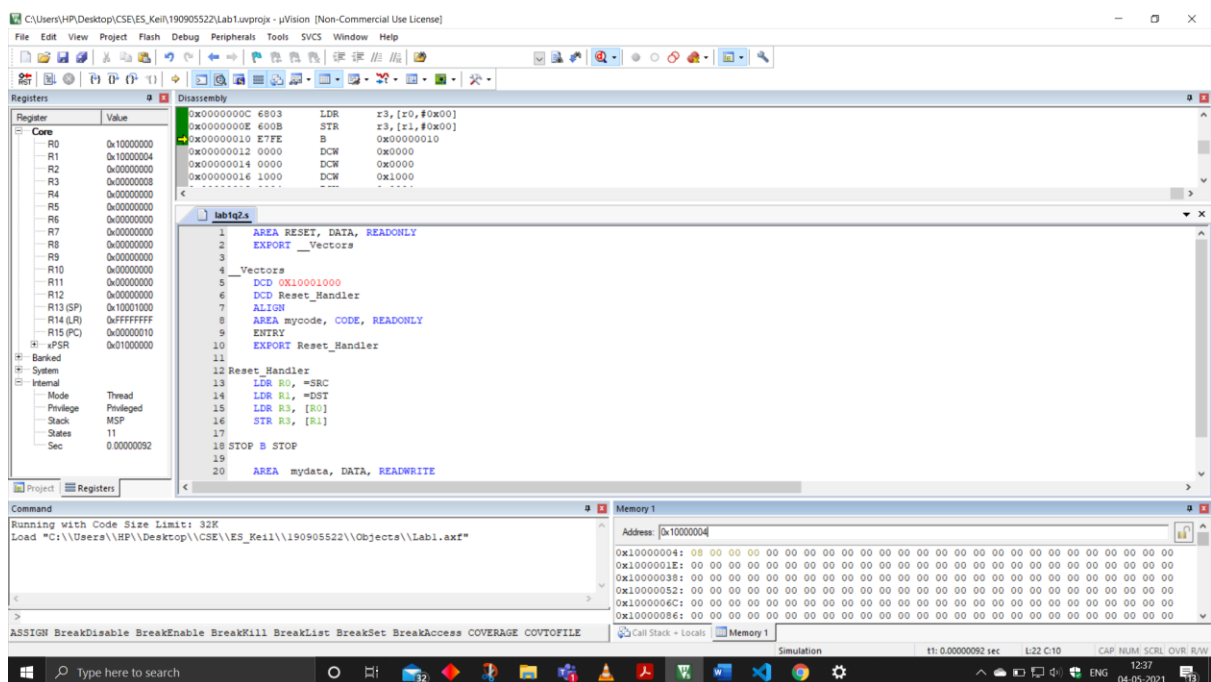 C:\Users\HP\Desktop\CSE\ES_Keil\190905522\Lab1.uvprojx - µVision [Non-Commercial Use License]
File Edit View Project Flash Debug Peripherals Tools SVCS Window Help
Registers
Register Value
Core
R0 0x10000000
R1 0x10000004
R2 0x00000000
R3 0x00000008
R4 0x00000000
R5 0x00000000
R6 0x00000000
R7 0x00000000
R8 0x00000000
R9 0x00000000
R10 0x00000000
R11 0x00000000
R12 0x00000000
R13 (SP) 0x10001000
R14 (LR) 0xFFFFFFFF
R15 (PC) 0x00000010
xPSR 0x01000000
Banked
System
Internal
Mode Thread
Privilege Privileged
Stack MSP
States 11
Sec 0.00000092
Project Registers
Disassembly
0x0000000C 6803 LDR r3,[r0,#0x00]
0x0000000E 600B STR r3,[r1,#0x00]
0x00000010 E7FE B 0x00000010
0x00000012 0000 DCW 0x0000
0x00000014 0000 DCW 0x0000
0x00000016 1000 DCW 0x1000
lab1q2.s
1 AREA RESET, DATA, READONLY
2 EXPORT __Vectors
3
4 __Vectors
5 DCD 0X10001000
6 DCD Reset_Handler
7 ALIGN
8 AREA mycode, CODE, READONLY
9 ENTRY
10 EXPORT Reset_Handler
11
12 Reset_Handler
13 LDR R0, =SRC
14 LDR R1, =DST
15 LDR R3, [R0]
16 STR R3, [R1]
17
18 STOP B STOP
19
20 AREA mydata, DATA, READWRITE
Command
Running with Code Size Limit: 32K
Load "C:\\Users\\HP\\Desktop\\CSE\\ES_Keil\\190905522\\Objects\\Lab1.axf"
>
ASSIGN BreakDisable BreakEnable BreakKill BreakList BreakSet BreakAccess COVERAGE COVTOFILE
Memory 1
Address: 0x10000004
0x10000004: 08 00 00 00 00 00 00 00 00 00 00 00 00 00 00 00 00 00 00 00 00 00 00 00 00 00
0x1000001E: 00 00 00 00 00 00 00 00 00 00 00 00 00 00 00 00 00 00 00 00 00 00 00 00 00 00
0x10000038: 00 00 00 00 00 00 00 00 00 00 00 00 00 00 00 00 00 00 00 00 00 00 00 00 00 00
0x10000052: 00 00 00 00 00 00 00 00 00 00 00 00 00 00 00 00 00 00 00 00 00 00 00 00 00 00
0x1000006C: 00 00 00 00 00 00 00 00 00 00 00 00 00 00 00 00 00 00 00 00 00 00 00 00 00 00
0x10000086: 00 00 00 00 00 00 00 00 00 00 00 00 00 00 00 00 00 00 00 00 00 00 00 00 00 00
Call Stack + Locals Memory 1
Simulation t1: 0.00000092 sec L:22 C:10 CAP NUM SCRL OVR R/W
Type here to search
32
ENG
12:37
04-05-2021
13